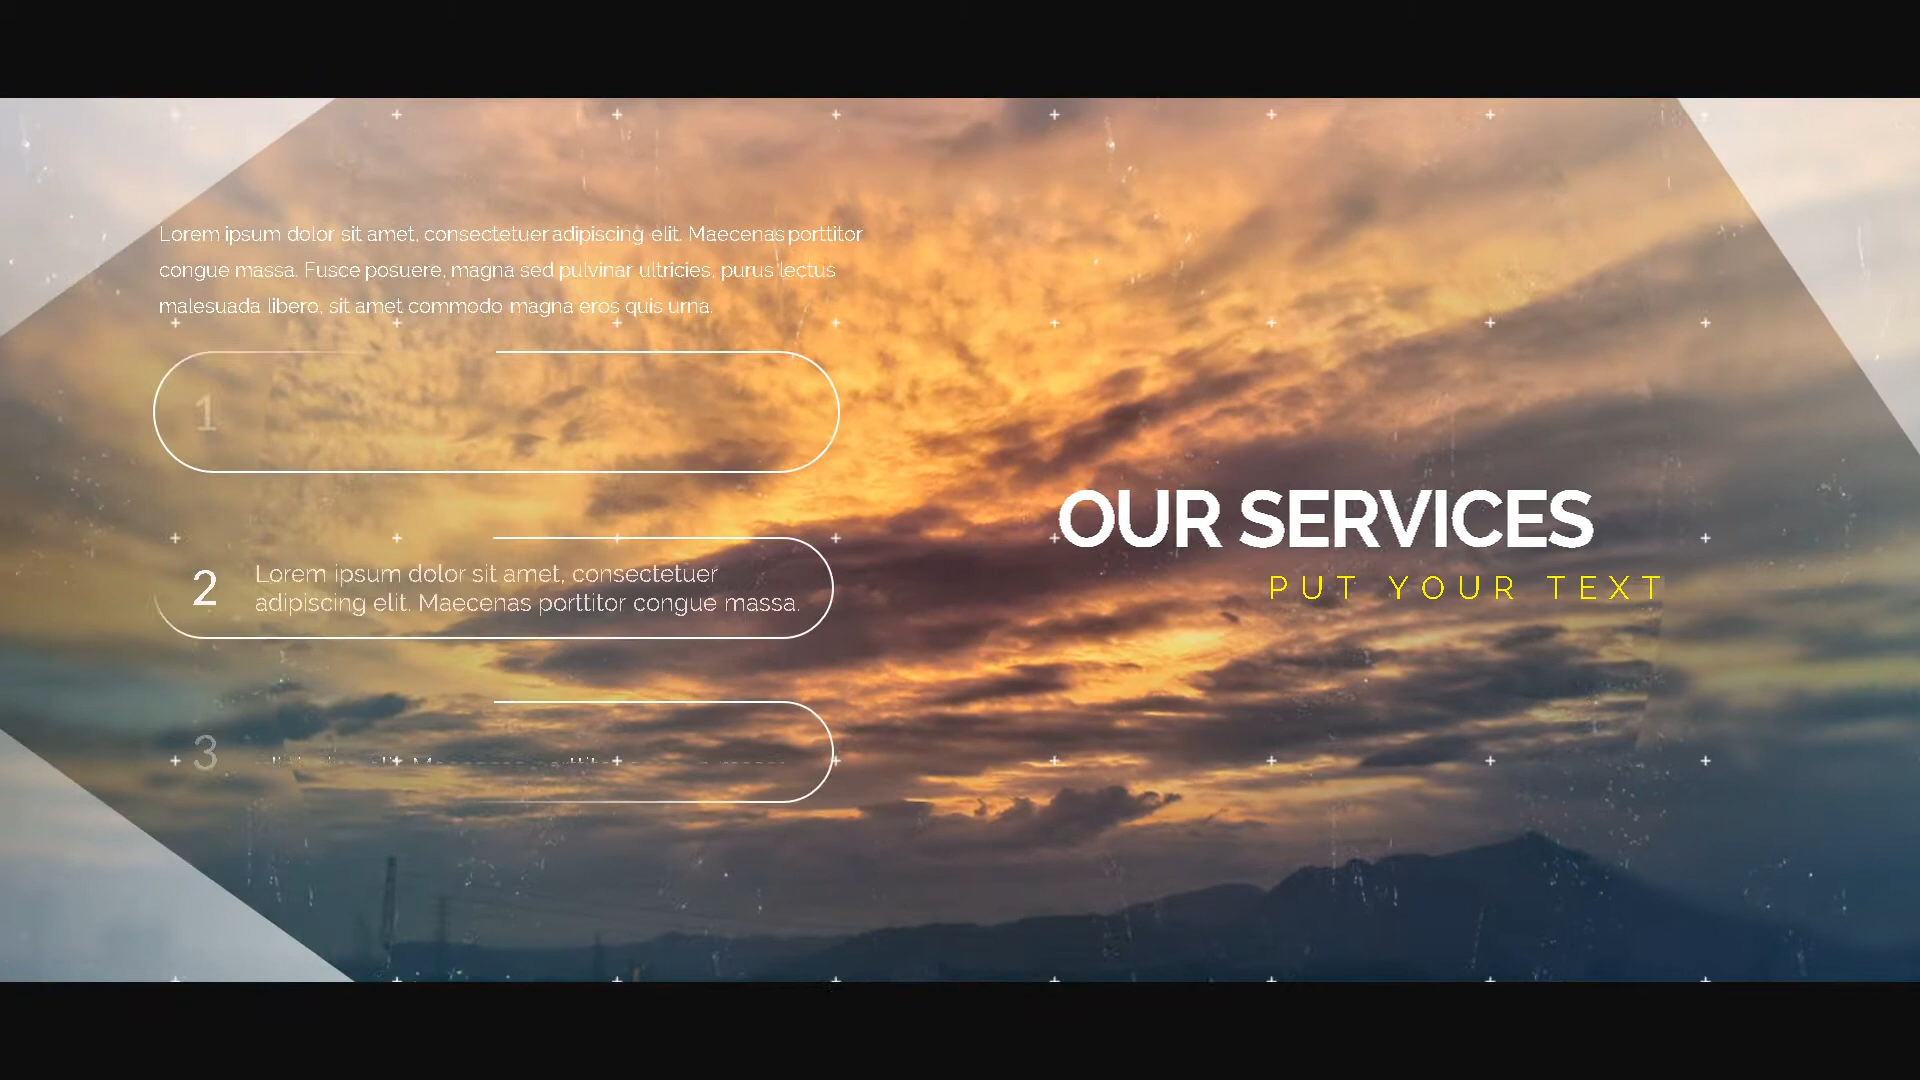 Lorem ipsum dolor sit amet, consectetuer adipiscing elit. Maecenas porttitor
congue massa. Fusce posuere, magna sed pulvinar ultricies, purus lectus
malesuada libero, sit amet commodo magna eros quis urna.
1
2
Lorem ipsum dolor sit amet, consectetuer
adipiscing elit. Maecenas porttitor congue massa.
3
OUR SERVICES
PUT YOUR TEXT